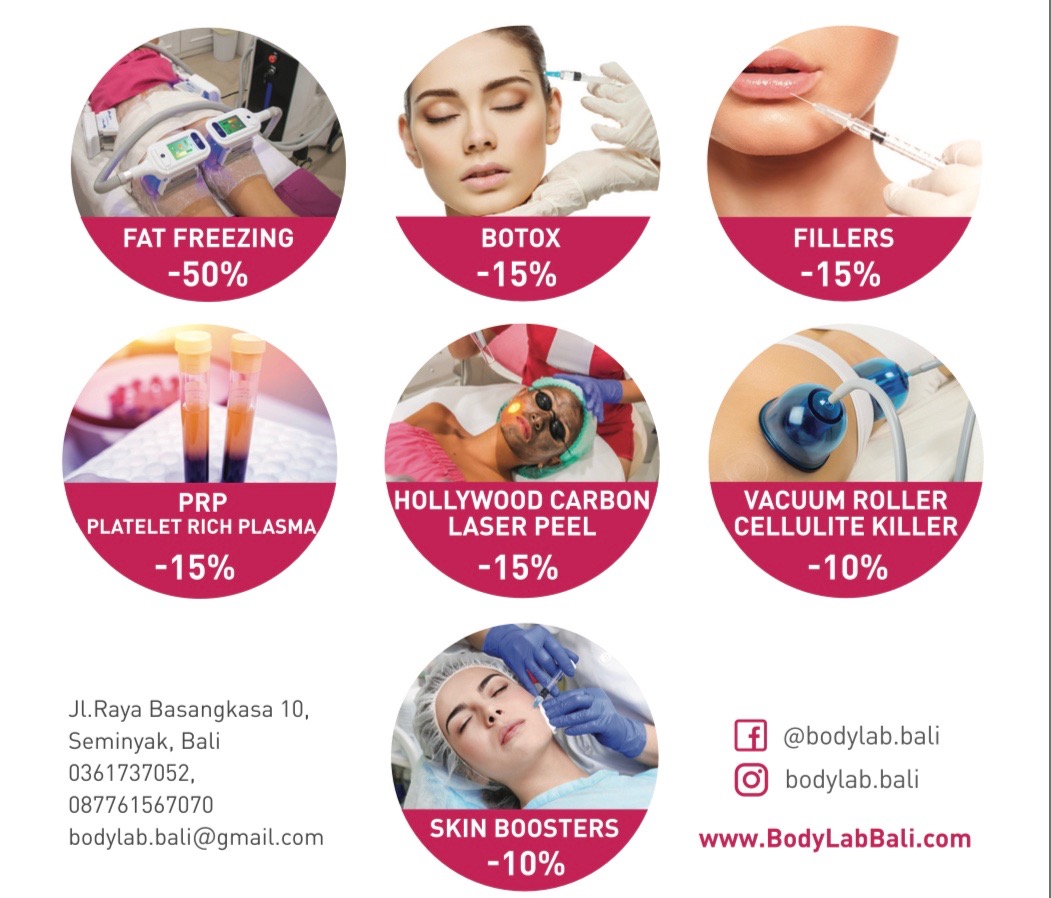 FAT FREEZING
-50%
BOTOX
-15%
FILLERS
-15%
PRP
PLATELET RICH PLASMA
-15%
HOLLYWOOD CARBON
LASER PEEL
-15%
VACUUM ROLLER
CELLULITE KILLER
-10%
SKIN BOOSTERS
-10%
Jl.Raya Basangkasa 10,
Seminyak, Bali
0361737052,
087761567070
bodylab.bali@gmail.com
@bodylab.bali
bodylab.bali
www.BodyLabBali.com